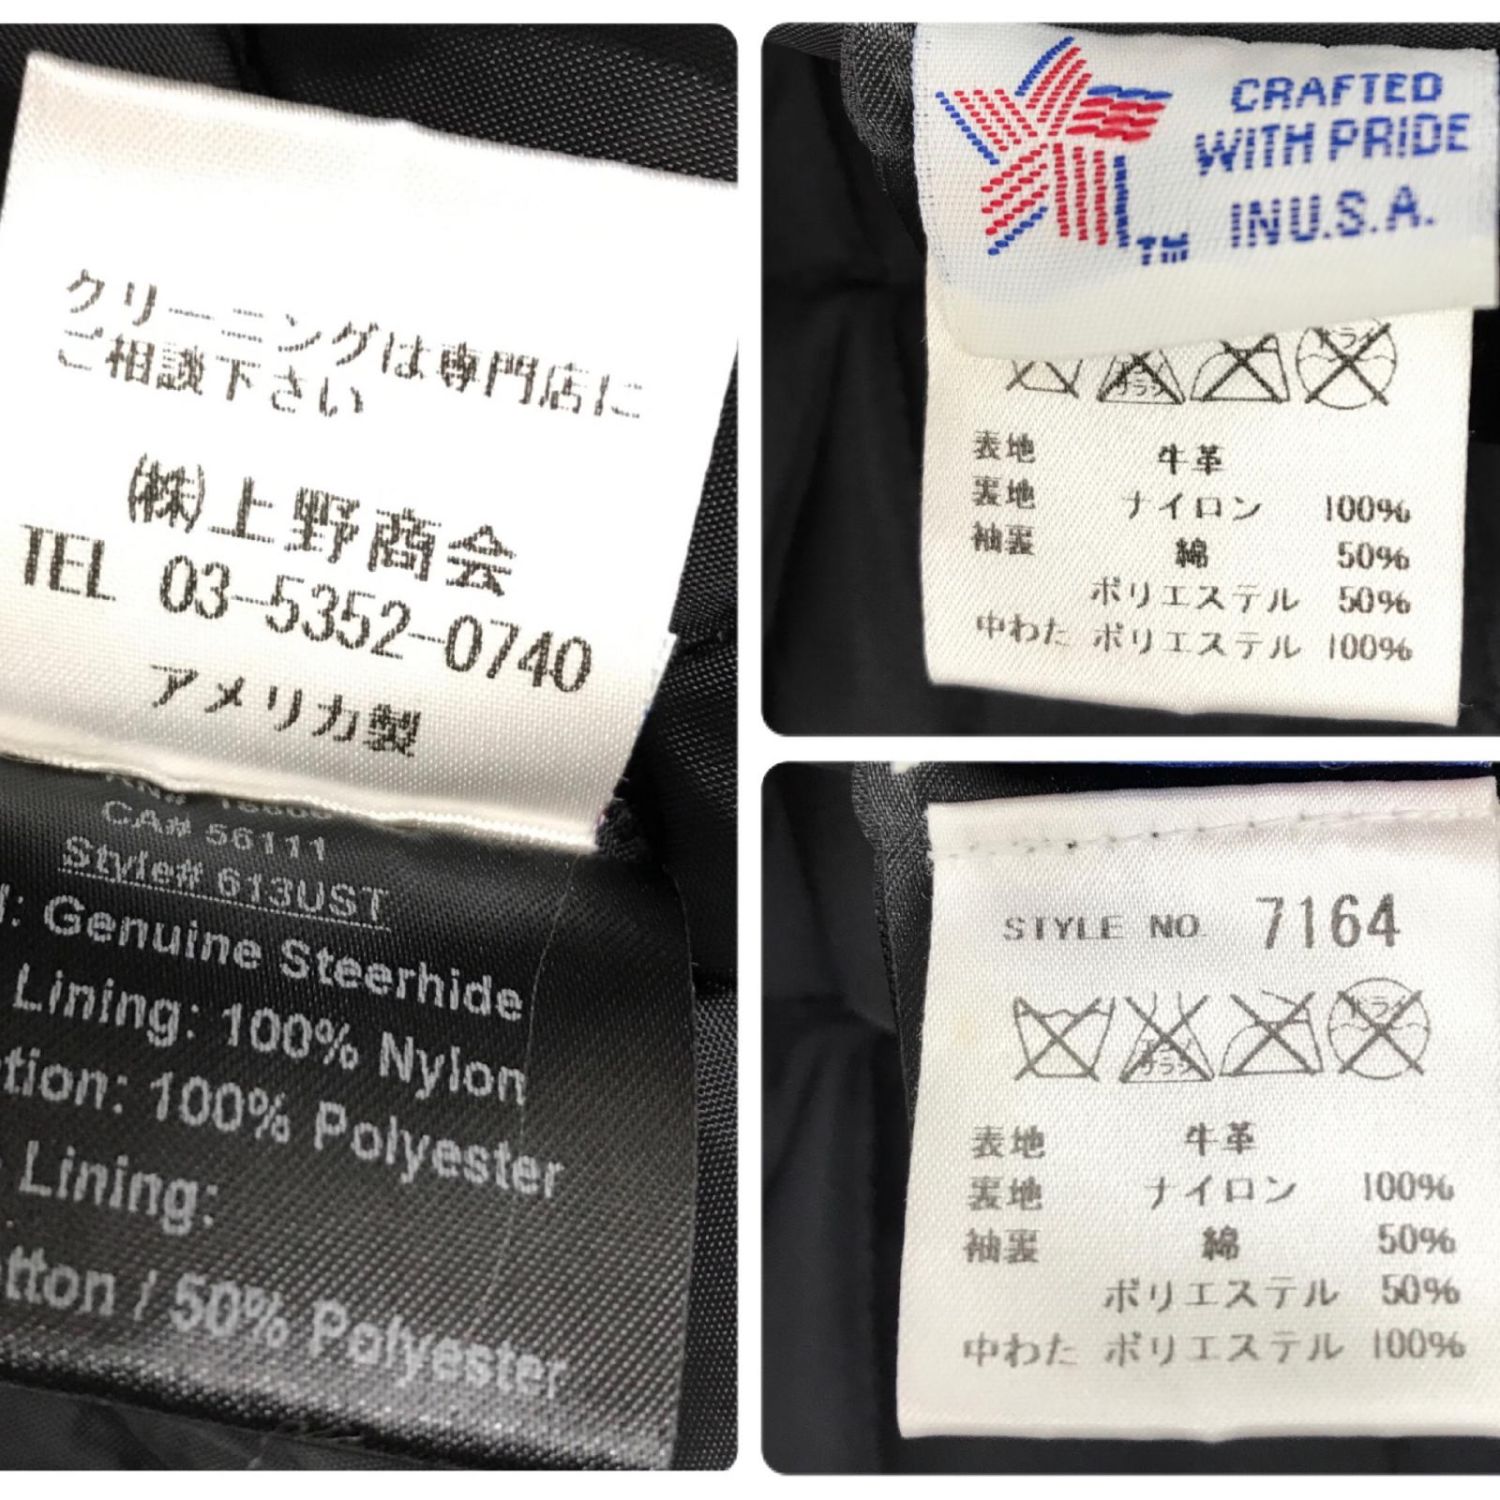 クリーニングは専門店に
ご相談下さい
(株)上野商会
TEL 03-5352-0740
アメリカ製
CA# 56111
Style# 613UST
: Genuine Steerhide
Lining: 100% Nylon
tion: 100% Polyester
Lining:
tton / 50% Polyester
CRAFTED
WITH PRIDE
IN U.S.A.
TM
表地 牛革
裏地 ナイロン 100%
袖裏 綿 50%
ポリエステル 50%
中わた ポリエステル 100%
STYLE NO. 7164
ドライ
表地 牛革
裏地 ナイロン 100%
袖裏 綿 50%
ポリエステル 50%
中わた ポリエステル 100%